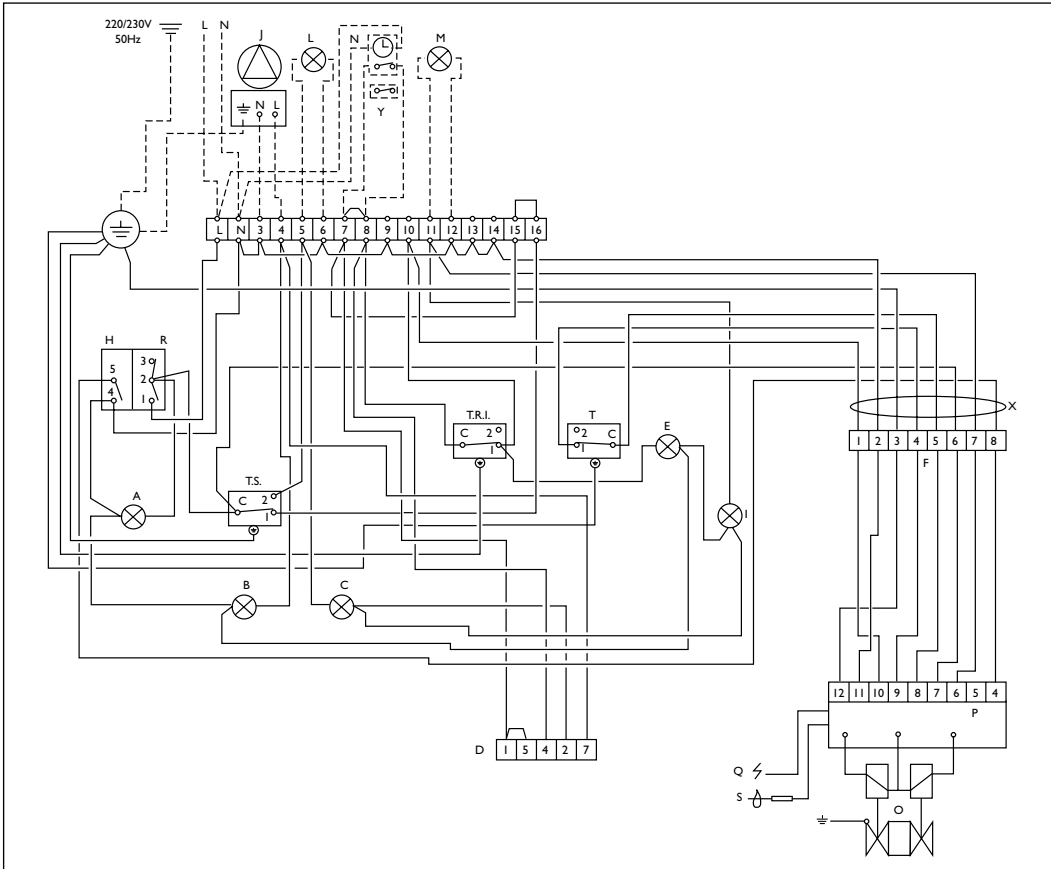 220/230V L N J L N M
50Hz
N L
Y
L N 3 4 5 6 7 8 9 10 11 12 13 14 15 16
H R
3
5 2
4 1
T.R.I. T E
C 2 2 C
1 1
X
1 2 3 4 5 6 7 8
F
T.S.
C 2
1
A
I
B C
12 11 10 9 8 7 6 5 4
P
D 1 5 4 2 7
Q
S
O